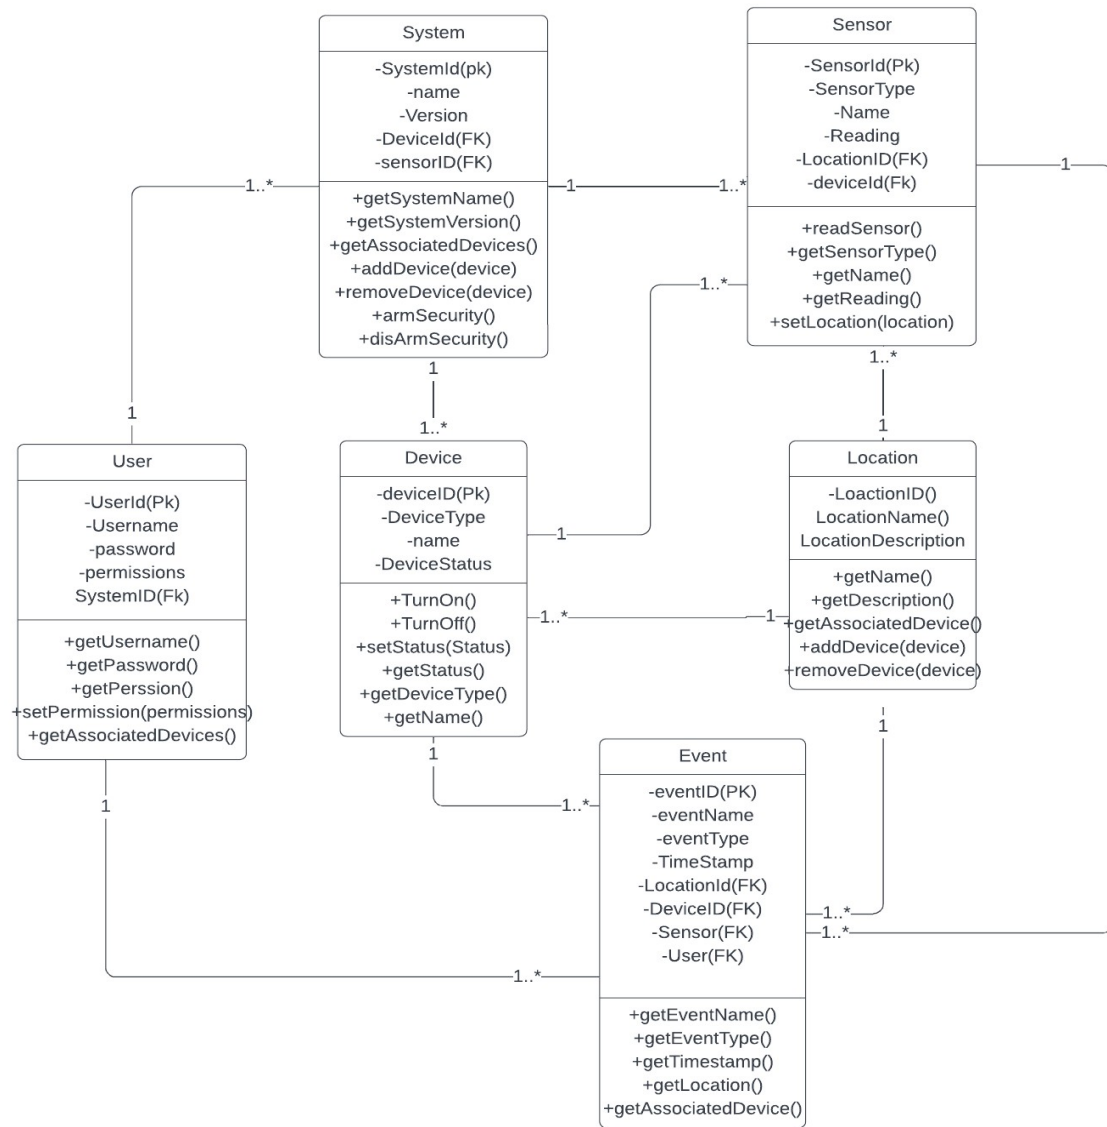 System
-SystemId(pk)
-name
-Version
-DeviceId(FK)
-sensorID(FK)
+getSystemName()
+getSystemVersion()
+getAssociatedDevices()
+addDevice(device)
+removeDevice(device)
+armSecurity()
+disArmSecurity()
Sensor
-SensorId(Pk)
-SensorType
-Name
-Reading
-LocationID(FK)
-deviceId(Fk)
+readSensor()
+getSensorType()
+getName()
+getReading()
+setLocation(location)
1..*
1
1..*
1
1..*
1
1..*
1
1..*
1
User
-UserId(Pk)
-Username
-password
-permissions
SystemID(Fk)
+getUsername()
+getPassword()
+getPerssion()
+setPermission(permissions)
+getAssociatedDevices()
Device
-deviceID(Pk)
-DeviceType
-name
-DeviceStatus
+TurnOn()
+TurnOff()
+setStatus(Status)
+getStatus()
+getDeviceType()
+getName()
1
1..*
1
Location
-LoactionID()
LocationName()
LocationDescription
+getName()
+getDescription()
+getAssociatedDevice()
+addDevice(device)
+removeDevice(device)
1
1
1
1..*
Event
-eventID(PK)
-eventName
-eventType
-TimeStamp
-LocationId(FK)
-DeviceID(FK)
-Sensor(FK)
-User(FK)
+getEventName()
+getEventType()
+getTimestamp()
+getLocation()
+getAssociatedDevice()
1..*
1..*
1..*